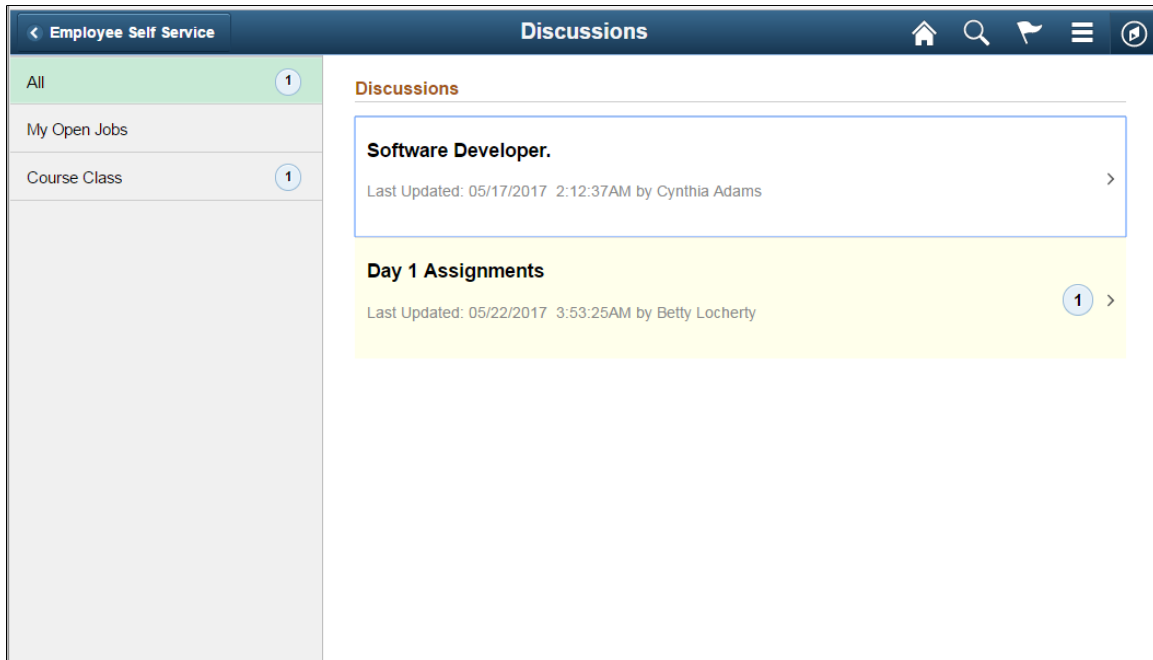 Employee Self Service
Discussions
All 1
My Open Jobs
Course Class 1
Discussions
Software Developer.
Last Updated: 05/17/2017  2:12:37AM by Cynthia Adams
Day 1 Assignments
Last Updated: 05/22/2017  3:53:25AM by Betty Locherty
1